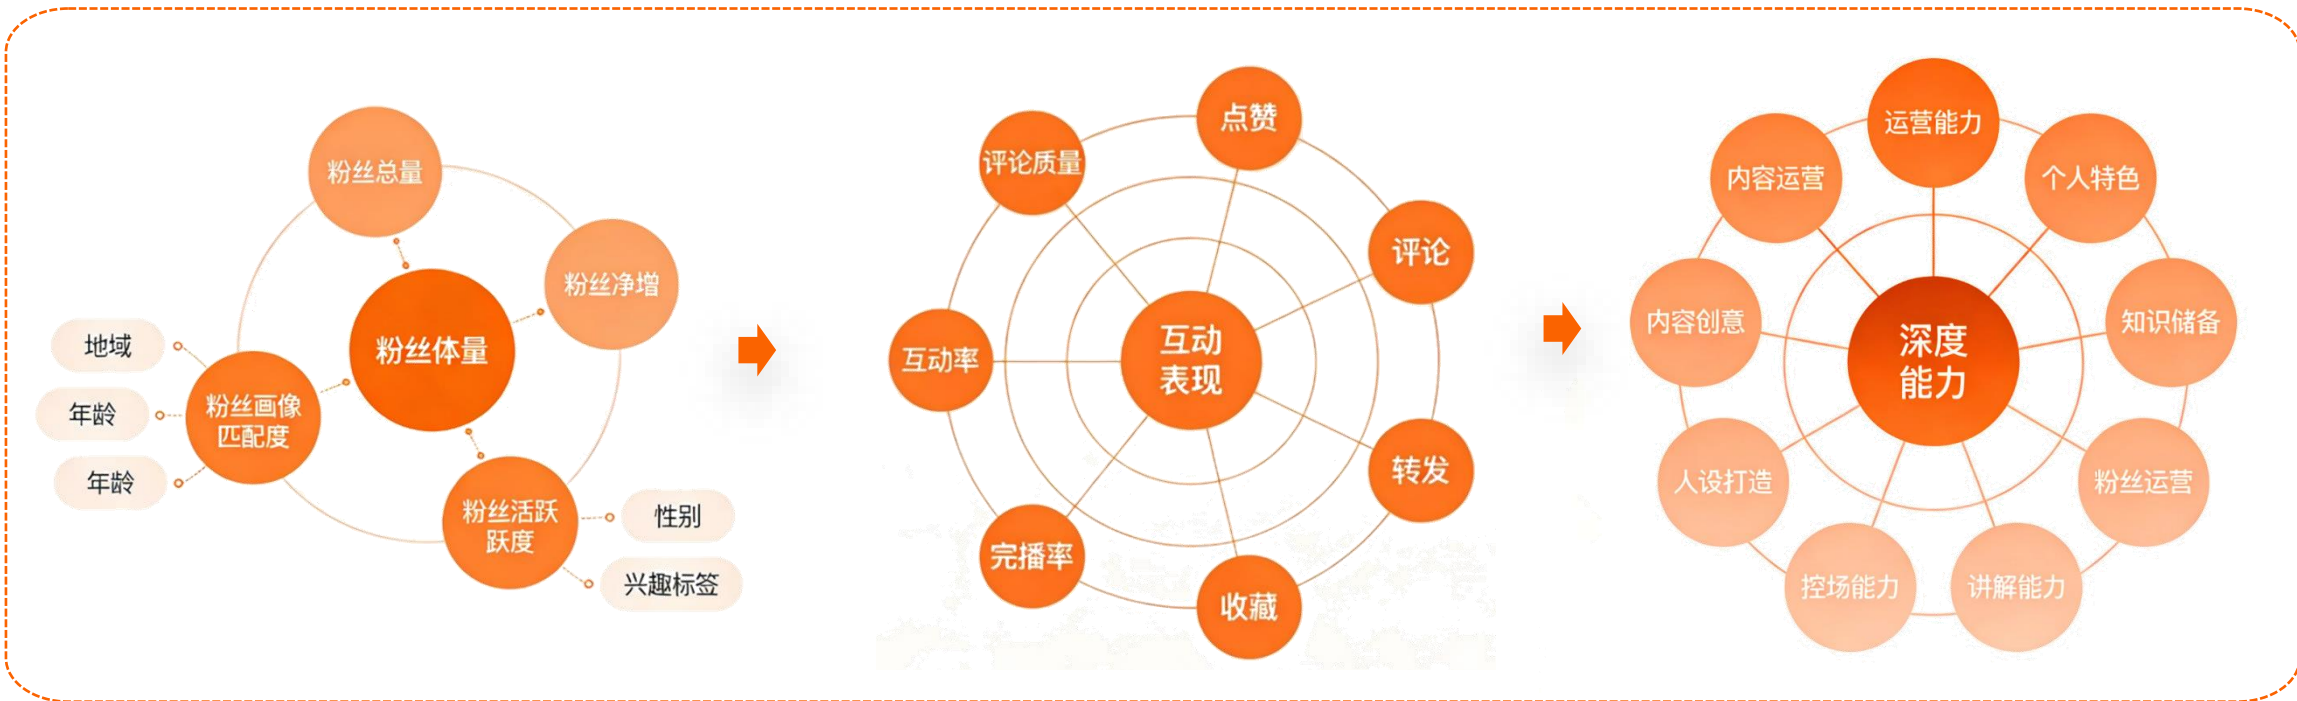 粉丝总量
粉丝净增
粉丝体量
地域
年龄
年龄
粉丝画像
匹配度
粉丝活跃
跃度
性别
兴趣标签
点赞
评论质量
评论
互动
表现
互动率
转发
完播率
收藏
运营能力
内容运营
个人特色
内容创意
知识储备
深度
能力
人设打造
粉丝运营
控场能力
讲解能力